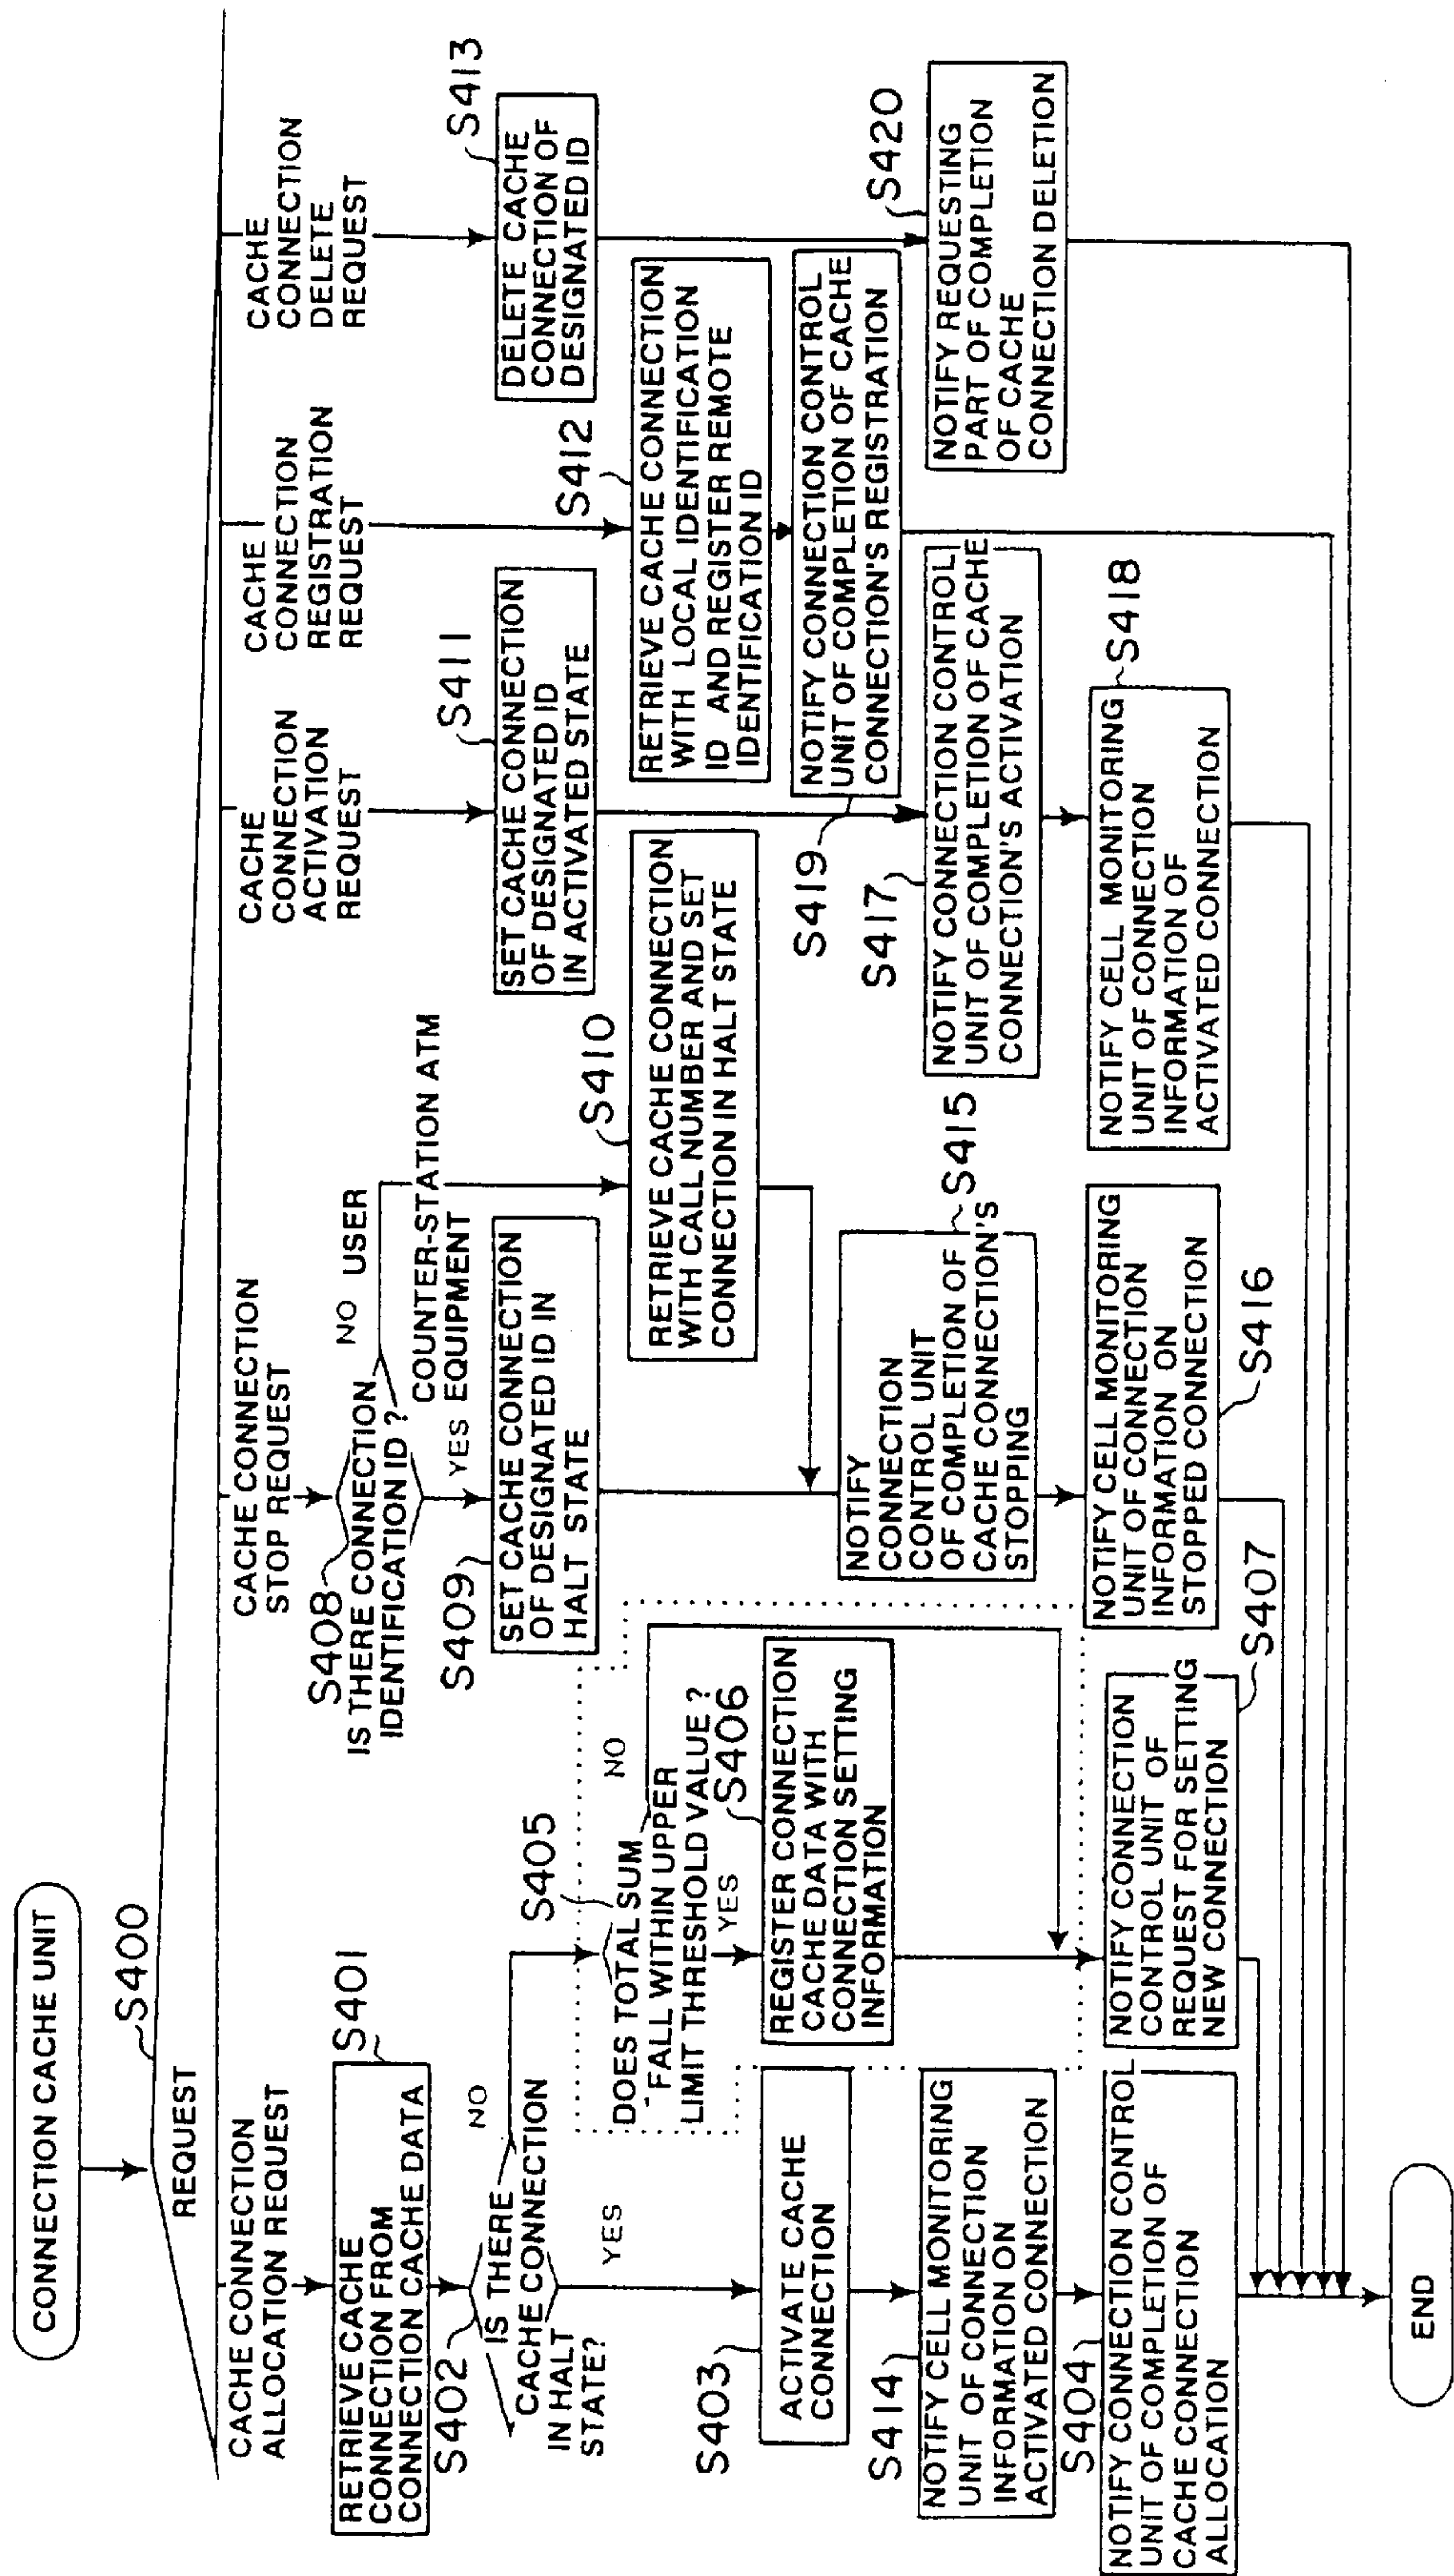 CONNECTION CACHE UNIT
S400
REQUEST
CACHE CONNECTION
ALLOCATION REQUEST
S401
RETRIEVE CACHE
CONNECTION FROM
CONNECTION CACHE DATA
S402
IS THERE
CACHE CONNECTION
IN HALT
STATE?
NO
YES
S403
ACTIVATE CACHE
CONNECTION
S414
NOTIFY CELL MONITORING
UNIT OF CONNECTION
INFORMATION ON
ACTIVATED CONNECTION
S404
NOTIFY CONNECTION CONTROL
UNIT OF COMPLETION OF
CACHE CONNECTION
ALLOCATION
S405
DOES TOTAL SUM
FALL WITHIN UPPER
LIMIT THRESHOLD VALUE ?
NO
YES
S406
REGISTER CONNECTION
CACHE DATA WITH
CONNECTION SETTING
INFORMATION
S407
NOTIFY CONNECTION
CONTROL UNIT OF
REQUEST FOR SETTING
NEW CONNECTION
CACHE CONNECTION
STOP REQUEST
S408
IS THERE CONNECTION
IDENTIFICATION ID ?
NO USER
COUNTER-STATION ATM
YES EQUIPMENT
S409
SET CACHE CONNECTION
OF DESIGNATED ID IN
HALT STATE
S410
RETRIEVE CACHE CONNECTION
WITH CALL NUMBER AND SET
CONNECTION IN HALT STATE
S415
NOTIFY
CONNECTION
CONTROL UNIT
OF COMPLETION OF
CACHE CONNECTION'S
STOPPING
NOTIFY CELL MONITORING
UNIT OF CONNECTION
INFORMATION ON
STOPPED CONNECTION
S416
CACHE
CONNECTION
ACTIVATION
REQUEST
S411
SET CACHE CONNECTION
OF DESIGNATED ID
IN ACTIVATED STATE
S417
NOTIFY CONNECTION CONTROL
UNIT OF COMPLETION OF CACHE
CONNECTION'S ACTIVATION
S418
NOTIFY CELL MONITORING
UNIT OF CONNECTION
INFORMATION OF
ACTIVATED CONNECTION
CACHE
CONNECTION
REGISTRATION
REQUEST
S412
RETRIEVE CACHE CONNECTION
WITH LOCAL IDENTIFICATION
ID AND REGISTER REMOTE
IDENTIFICATION ID
S419
NOTIFY CONNECTION CONTROL
UNIT OF COMPLETION OF CACHE
CONNECTION'S REGISTRATION
CACHE
CONNECTION
DELETE
REQUEST
S413
DELETE CACHE
CONNECTION OF
DESIGNATED ID
S420
NOTIFY REQUESTING
PART OF COMPLETION
OF CACHE
CONNECTION DELETION
END